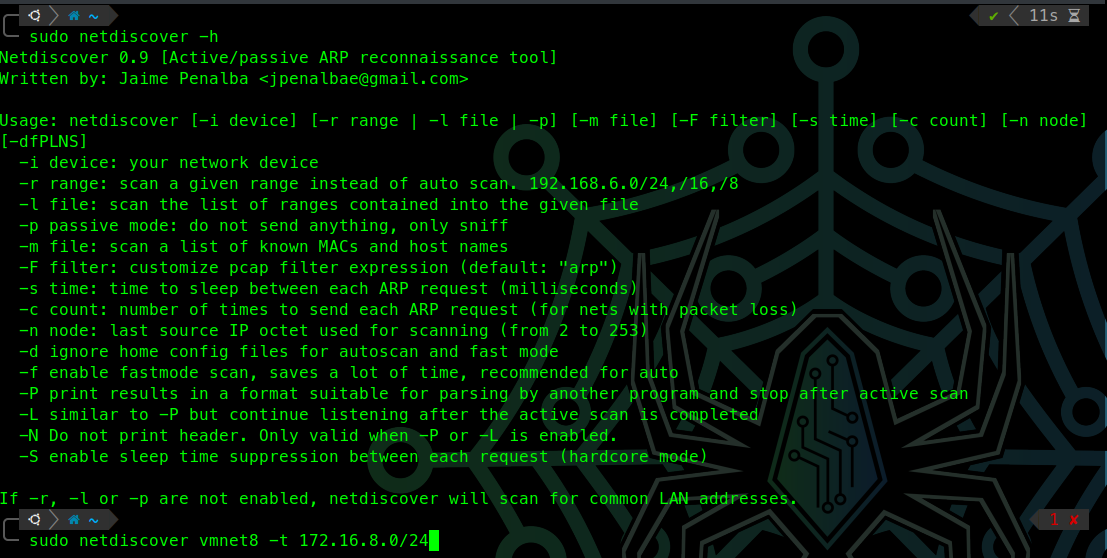 ~ ✔ 11s
sudo netdiscover -h
Netdiscover 0.9 [Active/passive ARP reconnaissance tool]
Written by: Jaime Penalba <jpenalbae@gmail.com>
Usage: netdiscover [-i device] [-r range | -l file | -p] [-m file] [-F filter] [-s time] [-c count] [-n node]
[-dfPLNS]
-i device: your network device
-r range: scan a given range instead of auto scan. 192.168.6.0/24,/16,/8
-l file: scan the list of ranges contained into the given file
-p passive mode: do not send anything, only sniff
-m file: scan a list of known MACs and host names
-F filter: customize pcap filter expression (default: "arp")
-s time: time to sleep between each ARP request (milliseconds)
-c count: number of times to send each ARP request (for nets with packet loss)
-n node: last source IP octet used for scanning (from 2 to 253)
-d ignore home config files for autoscan and fast mode
-f enable fastmode scan, saves a lot of time, recommended for auto
-P print results in a format suitable for parsing by another program and stop after active scan
-L similar to -P but continue listening after the active scan is completed
-N Do not print header. Only valid when -P or -L is enabled.
-S enable sleep time suppression between each request (hardcore mode)
If -r, -l or -p are not enabled, netdiscover will scan for common LAN addresses.
~ 1 ✘
sudo netdiscover vmnet8 -t 172.16.8.0/24